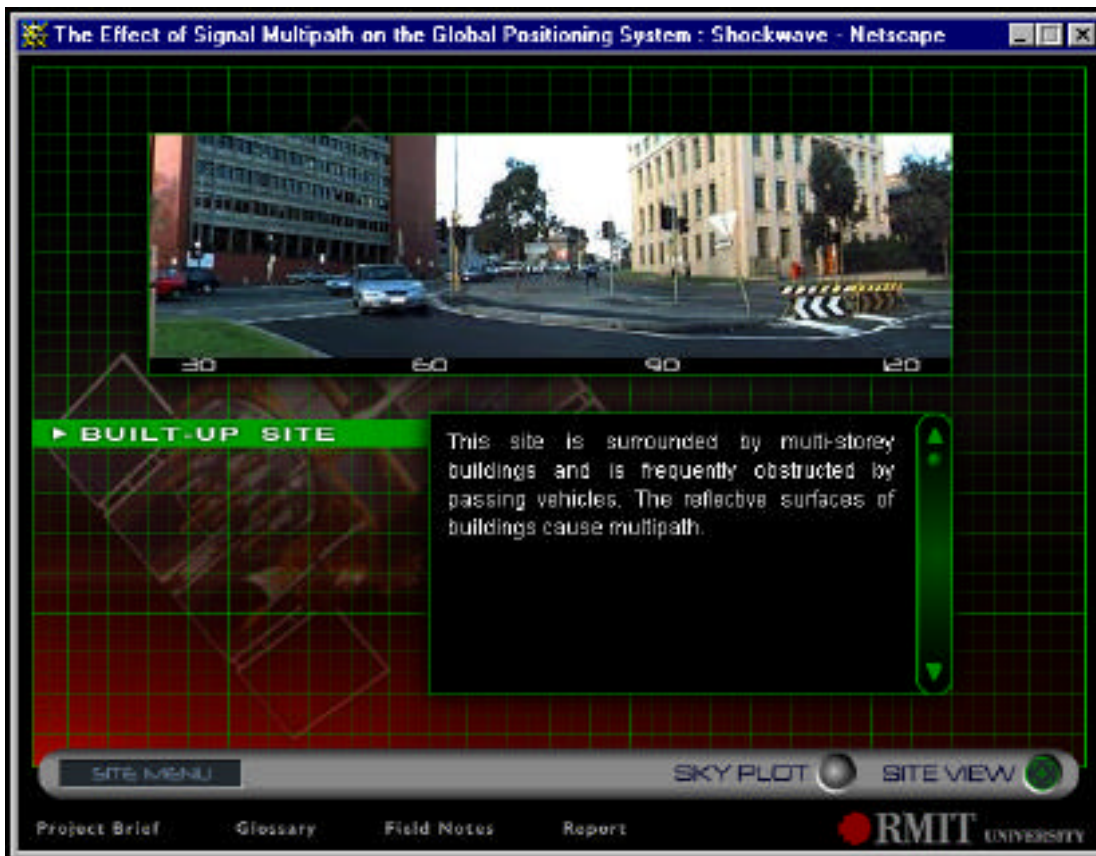 The Effect of Signal Multipath on the Global Positioning System : Shockwave - Netscape
30 60 90 120
BUILT-UP SITE
This site is surrounded by multi-storey
buildings and is frequently obstructed by
passing vehicles. The reflective surfaces of
buildings cause multipath.
SITE MENU SKY PLOT SITE VIEW
Project Brief Glossary Field Notes Report RMIT UNIVERSITY